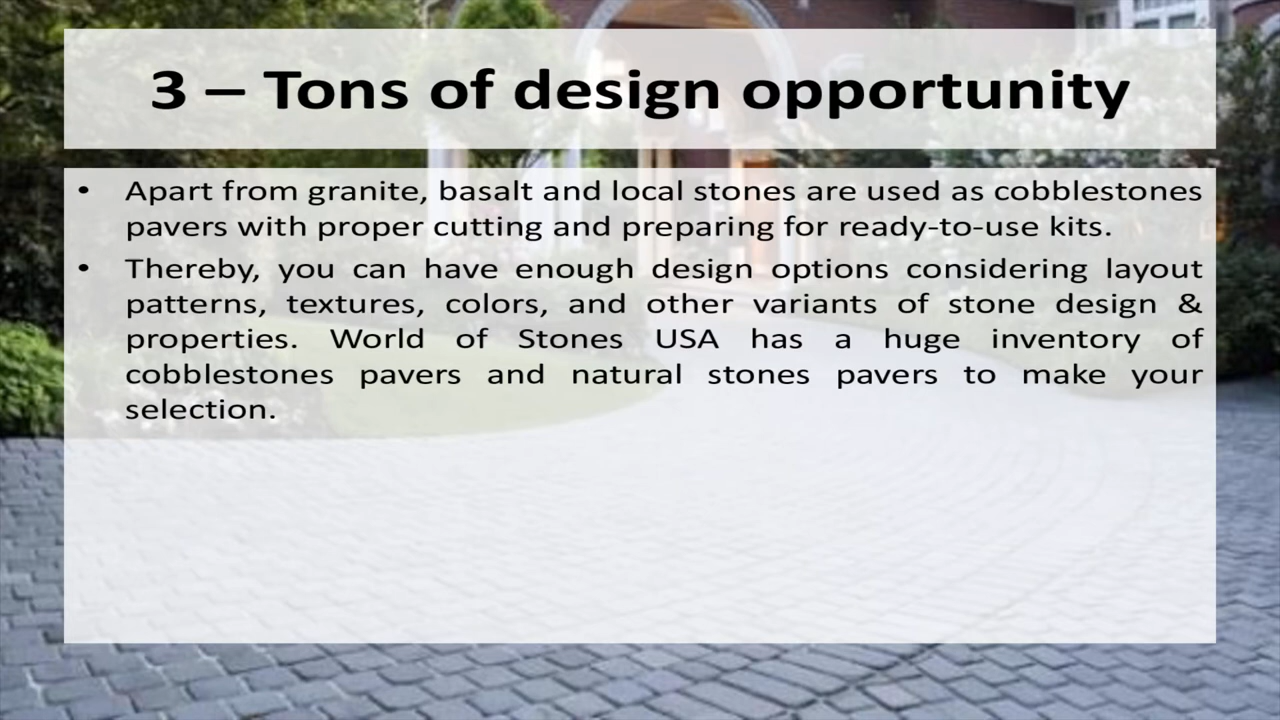 3 – Tons of design opportunity
• Apart from granite, basalt and local stones are used as cobblestones
pavers with proper cutting and preparing for ready-to-use kits.
• Thereby, you can have enough design options considering layout
patterns, textures, colors, and other variants of stone design &
properties. World of Stones USA has a huge inventory of
cobblestones pavers and natural stones pavers to make your
selection.